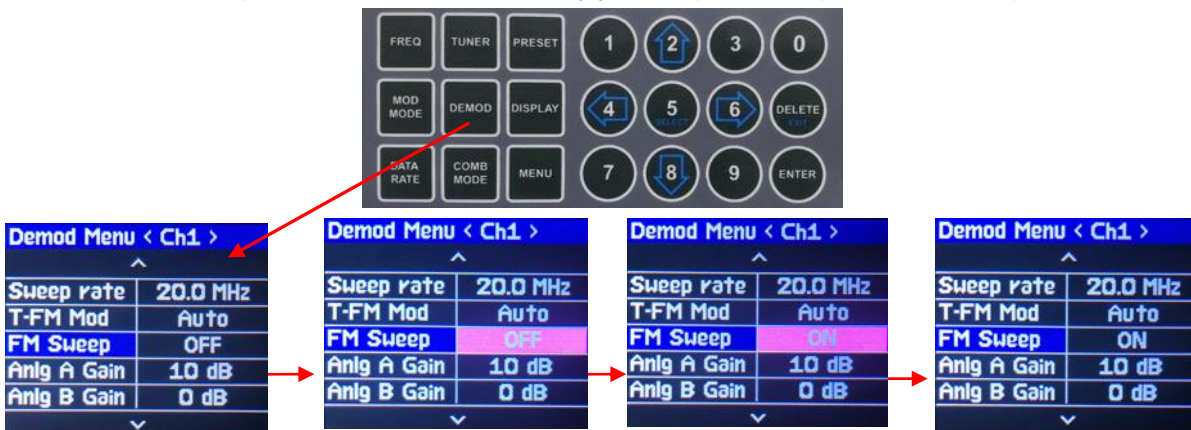 FREQ TUNER PRESET 1 2 3 0
MOD MODE DEMOD DISPLAY 4 5 SELECT 6 DELETE EXIT
DATA RATE COMB MODE MENU 7 8 9 ENTER
Demod Menu < Ch1 >
Sweep rate 20.0 MHz
T-FM Mod Auto
FM Sweep OFF
Anlg A Gain 10 dB
Anlg B Gain 0 dB
Demod Menu < Ch1 >
Sweep rate 20.0 MHz
T-FM Mod Auto
FM Sweep OFF
Anlg A Gain 10 dB
Anlg B Gain 0 dB
Demod Menu < Ch1 >
Sweep rate 20.0 MHz
T-FM Mod Auto
FM Sweep ON
Anlg A Gain 10 dB
Anlg B Gain 0 dB
Demod Menu < Ch1 >
Sweep rate 20.0 MHz
T-FM Mod Auto
FM Sweep ON
Anlg A Gain 10 dB
Anlg B Gain 0 dB